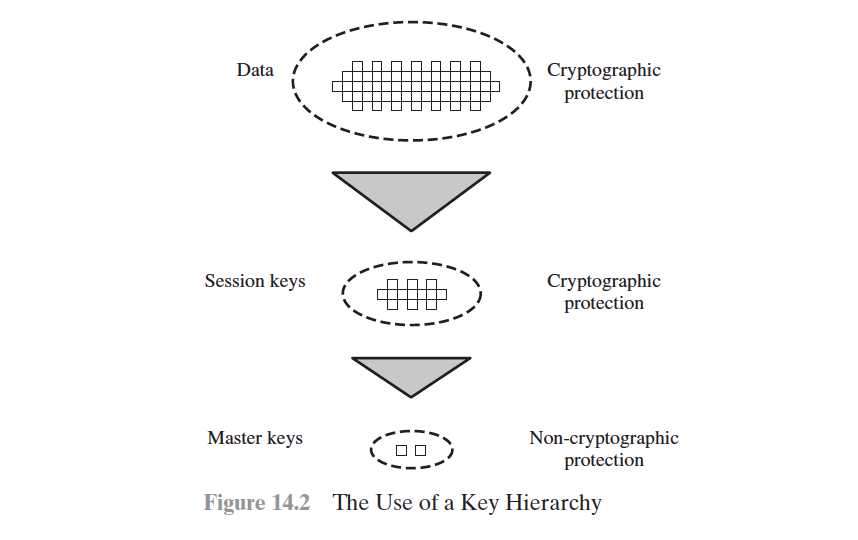 Data
Cryptographic
protection
Session keys
Cryptographic
protection
Master keys
Non-cryptographic
protection
Figure 14.2 The Use of a Key Hierarchy